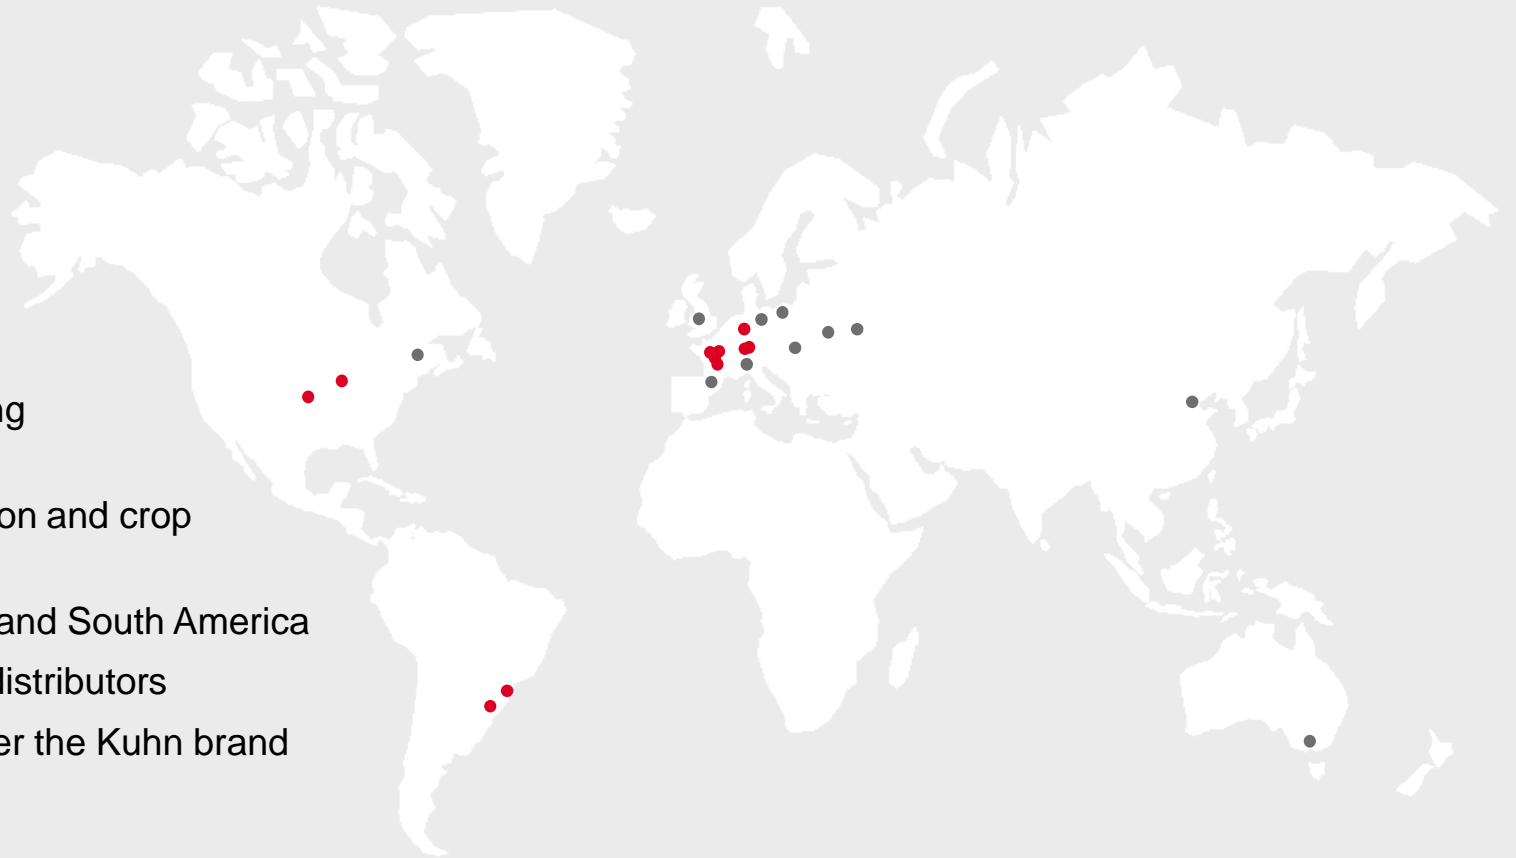 ng
on and crop
and South America
listributors
er the Kuhn brand